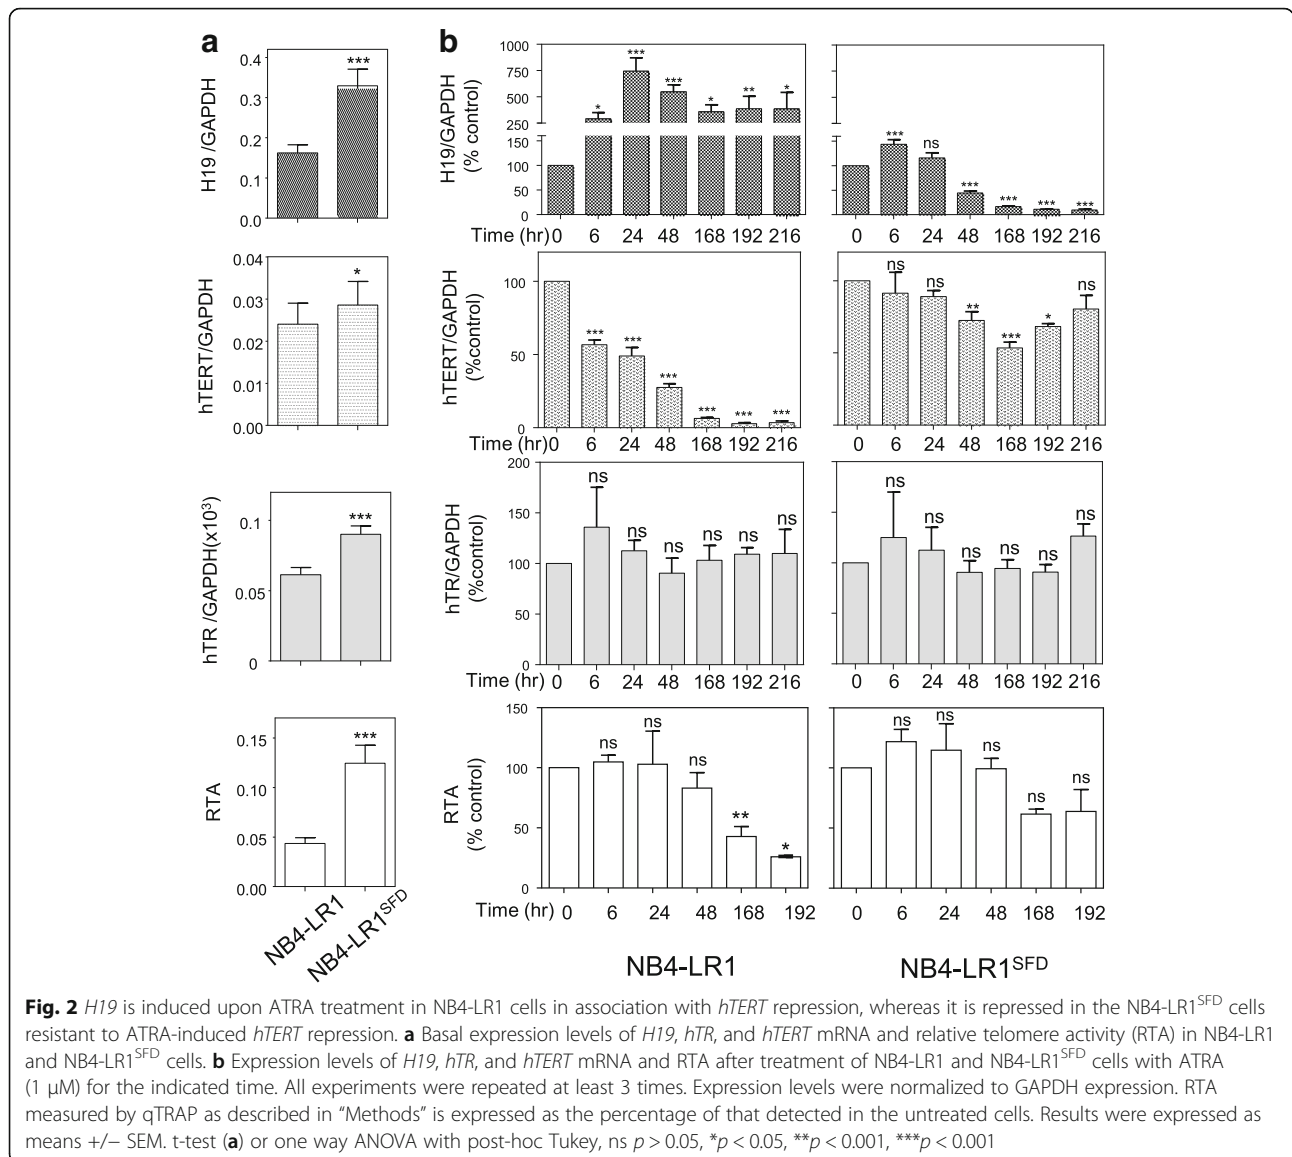 a
b
H19 /GAPDH
0.4
0.3
0.2
0.1
0.0
***
H19/GAPDH
(% control)
1000
750
500
250
150
100
50
0
*
***
***
*
**
*
***
ns
***
***
***
***
Time (hr) 0 6 24 48 168 192 216
0 6 24 48 168 192 216
hTERT/GAPDH
0.04
0.03
0.02
0.01
0.00
*
hTERT/GAPDH
(%control)
100
50
0
***
***
***
***
***
***
ns
ns
**
***
*
ns
Time (hr) 0 6 24 48 168 192 216
0 6 24 48 168 192 216
hTR /GAPDH(x10³)
0.1
0.05
0
***
hTR/GAPDH
(%control)
200
150
100
50
0
ns ns ns ns ns ns
ns ns ns ns ns ns
Time (hr) 0 6 24 48 168 192 216
0 6 24 48 168 192 216
RTA
0.15
0.10
0.05
0.00
***
NB4-LR1
NB4-LR1SFD
RTA
(% control)
150
100
50
0
ns ns ns ** *
ns ns ns ns ns
Time (hr) 0 6 24 48 168 192
0 6 24 48 168 192
NB4-LR1
NB4-LR1SFD
Fig. 2 H19 is induced upon ATRA treatment in NB4-LR1 cells in association with hTERT repression, whereas it is repressed in the NB4-LR1SFD cells
resistant to ATRA-induced hTERT repression. a Basal expression levels of H19, hTR, and hTERT mRNA and relative telomere activity (RTA) in NB4-LR1
and NB4-LR1SFD cells. b Expression levels of H19, hTR, and hTERT mRNA and RTA after treatment of NB4-LR1 and NB4-LR1SFD cells with ATRA
(1 μM) for the indicated time. All experiments were repeated at least 3 times. Expression levels were normalized to GAPDH expression. RTA
measured by qTRAP as described in “Methods” is expressed as the percentage of that detected in the untreated cells. Results were expressed as
means +/− SEM. t-test (a) or one way ANOVA with post-hoc Tukey, ns p > 0.05, *p < 0.05, **p < 0.001, ***p < 0.001